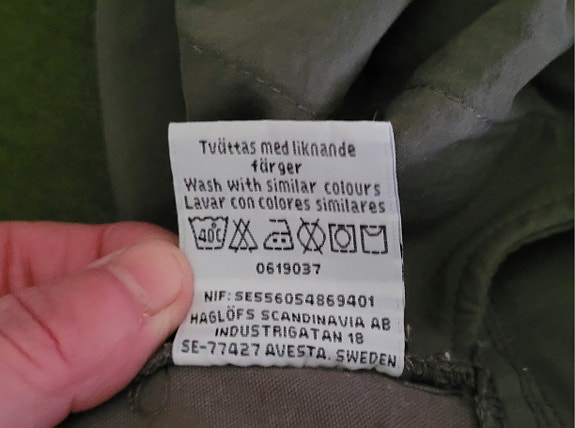 Tvättas med liknande
färger
Wash with similar colours
Lavar con colores similares
40°C
0619037
NIF: SE556054869401
HAGLÖFS SCANDINAVIA AB
INDUSTRIGATAN 18
SE-77427 AVESTA. SWEDEN